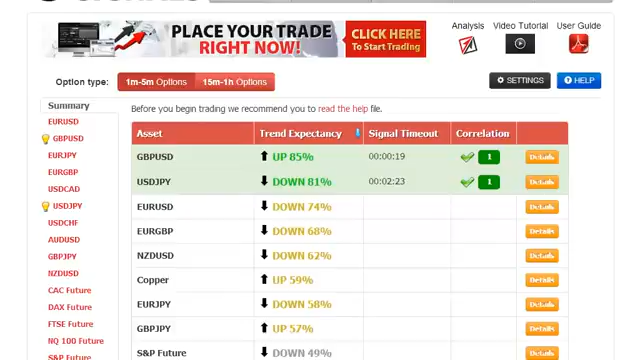 PLACE YOUR TRADE
RIGHT NOW!
CLICK HERE
To Start Trading
Analysis
Video Tutorial
User Guide
Option type:
1m-5m Options
15m-1h Options
SETTINGS
HELP
Summary
EURUSD
GBPUSD
EURJPY
EURGBP
USDCAD
USDJPY
USDCHF
AUDUSD
GBPJPY
NZDUSD
CAC Future
DAX Future
FTSE Future
NQ 100 Future
S&P Future
Before you begin trading we recommend you to read the help file.
Asset Trend Expectancy Signal Timeout Correlation
GBPUSD UP 85% 00:00:19 1 Details
USDJPY DOWN 81% 00:02:23 1 Details
EURUSD DOWN 74% Details
EURGBP DOWN 68% Details
NZDUSD DOWN 62% Details
Copper UP 59% Details
EURJPY DOWN 58% Details
GBPJPY UP 57% Details
S&P Future DOWN 49% Details